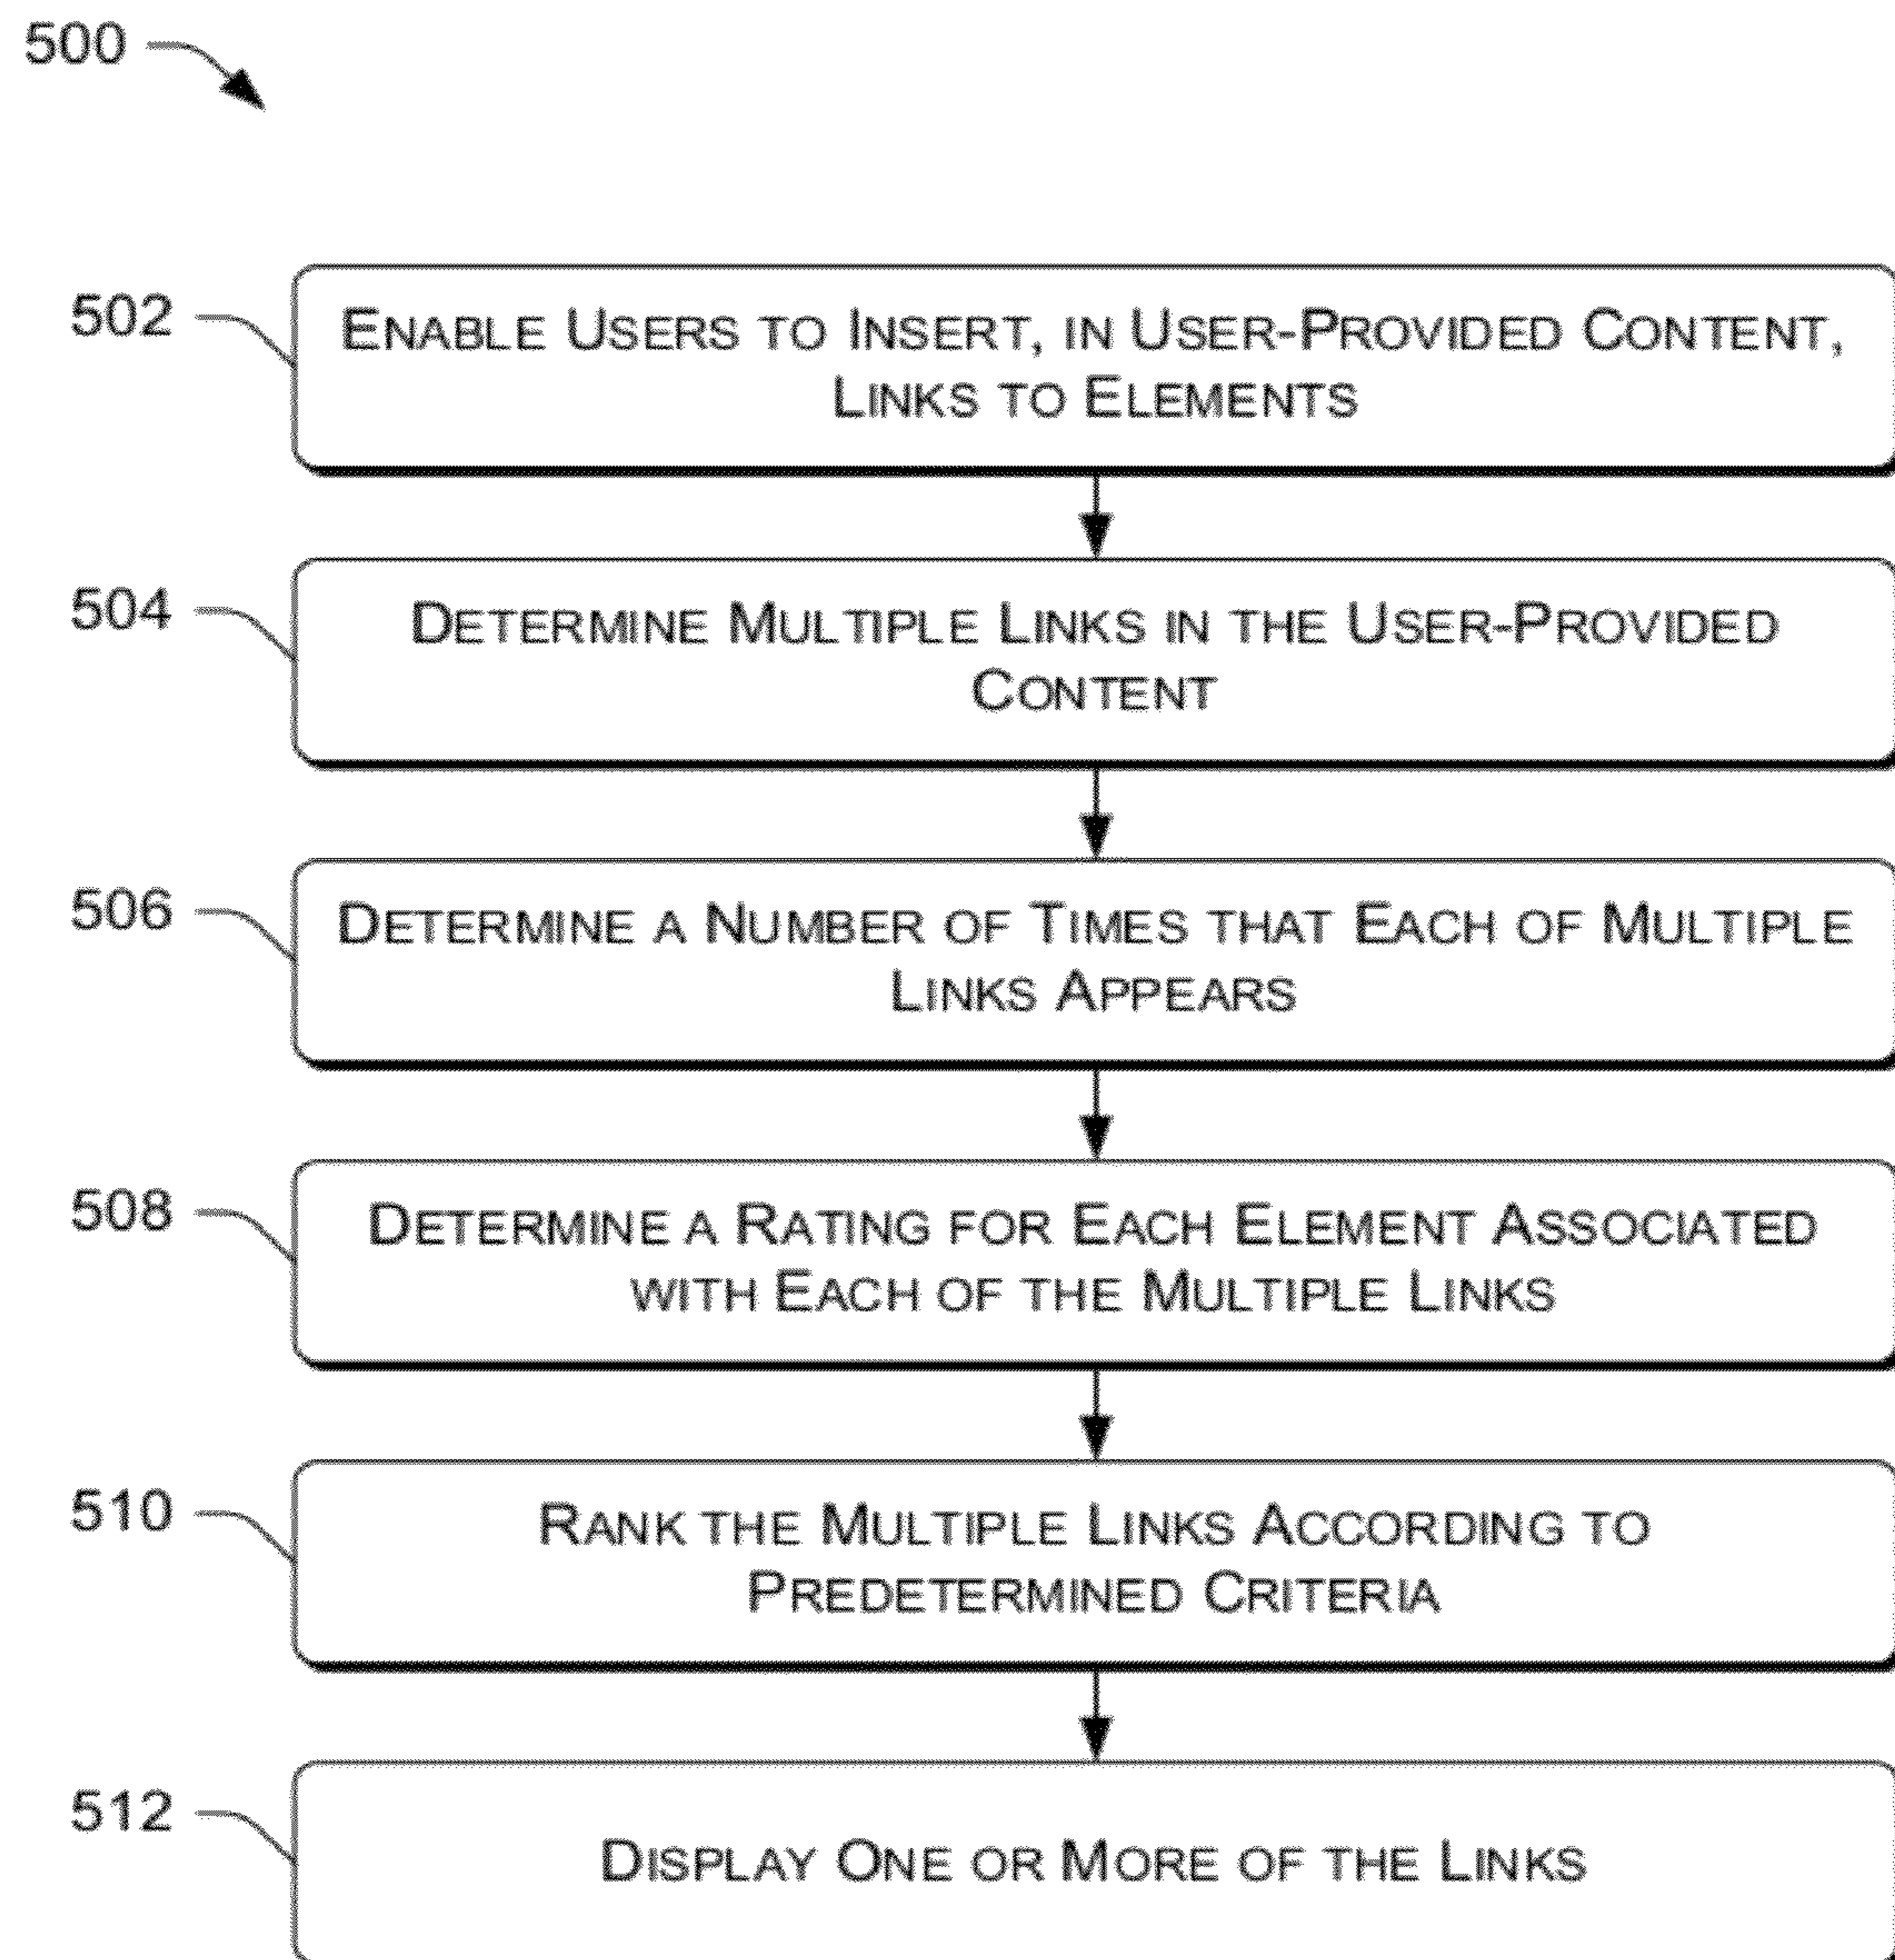 500
502
ENABLE USERS TO INSERT, IN USER-PROVIDED CONTENT,
LINKS TO ELEMENTS
504
DETERMINE MULTIPLE LINKS IN THE USER-PROVIDED
CONTENT
506
DETERMINE A NUMBER OF TIMES THAT EACH OF MULTIPLE
LINKS APPEARS
508
DETERMINE A RATING FOR EACH ELEMENT ASSOCIATED
WITH EACH OF THE MULTIPLE LINKS
510
RANK THE MULTIPLE LINKS ACCORDING TO
PREDETERMINED CRITERIA
512
DISPLAY ONE OR MORE OF THE LINKS